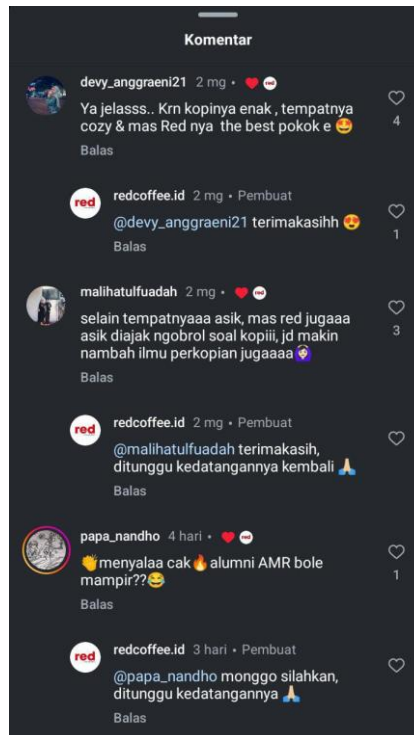 Komentar
devy_anggraeni21 2 mg • ❤️ red
Ya jelasss.. Krn kopinya enak , tempatnya
cozy & mas Red nya the best pokok e 🤩
4
Balas
red
redcoffee.id 2 mg • Pembuat
@devy_anggraeni21 terimakasihh 😍
1
Balas
malihatulfuadah 2 mg • ❤️
selain tempatnyaaa asik, mas red jugaaa
asik diajak ngobrol soal kopiii, jd makin
nambah ilmu perkopian jugaaaa🙆🏻‍♀️
3
Balas
red
redcoffee.id 2 mg • Pembuat
@malihatulfuadah terimakasih,
ditunggu kedatangannya kembali 🙏🏻
Balas
papa_nandho 4 hari • ❤️
👏menyalaa cak🔥alumni AMR bole
mampir??😂
1
Balas
red
redcoffee.id 3 hari • Pembuat
@papa_nandho monggo silahkan,
ditunggu kedatangannya 🙏🏻
Balas